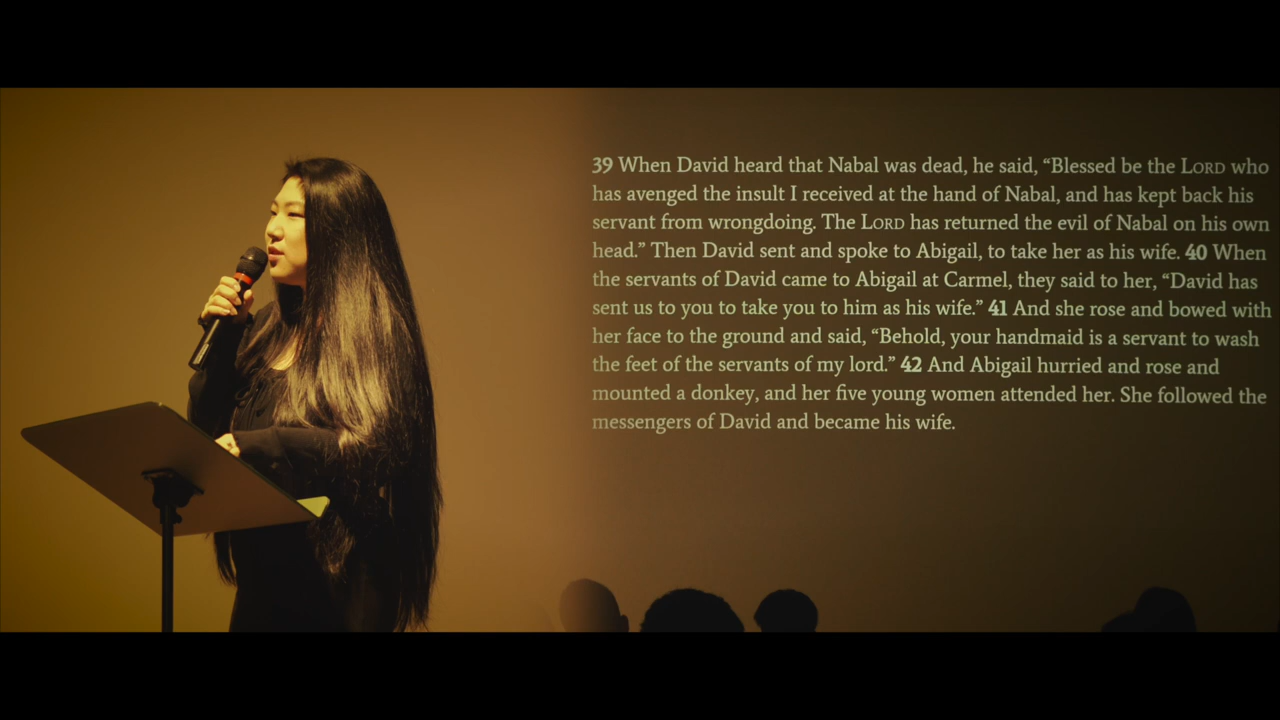 39 When David heard that Nabal was dead, he said, “Blessed be the LORD who
has avenged the insult I received at the hand of Nabal, and has kept back his
servant from wrongdoing. The LORD has returned the evil of Nabal on his own
head.” Then David sent and spoke to Abigail, to take her as his wife. 40 When
the servants of David came to Abigail at Carmel, they said to her, “David has
sent us to you to take you to him as his wife.” 41 And she rose and bowed with
her face to the ground and said, “Behold, your handmaid is a servant to wash
the feet of the servants of my lord.” 42 And Abigail hurried and rose and
mounted a donkey, and her five young women attended her. She followed the
messengers of David and became his wife.